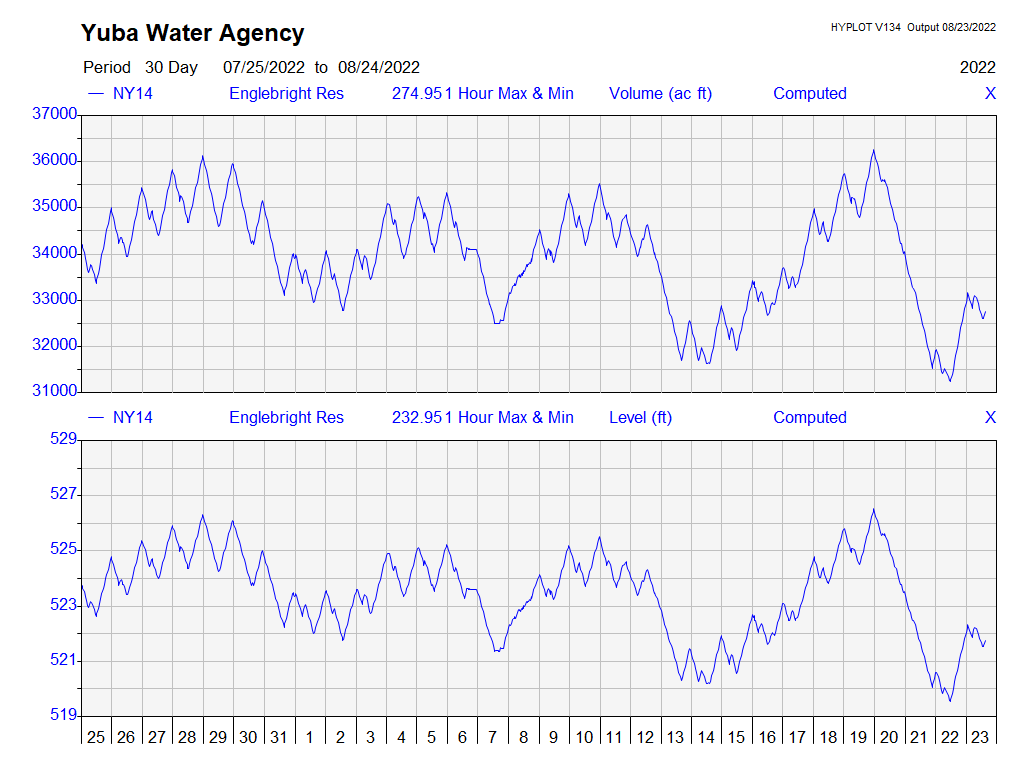 Yuba Water Agency
HYPLOT V134 Output 08/23/2022
Period 30 Day 07/25/2022 to 08/24/2022 2022
NY14 Englebright Res 274.951 Hour Max & Min Volume (ac ft) Computed X
37000
36000
35000
34000
33000
32000
31000
NY14 Englebright Res 232.951 Hour Max & Min Level (ft) Computed X
529
527
525
523
521
519
25 26 27 28 29 30 31 1 2 3 4 5 6 7 8 9 10 11 12 13 14 15 16 17 18 19 20 21 22 23